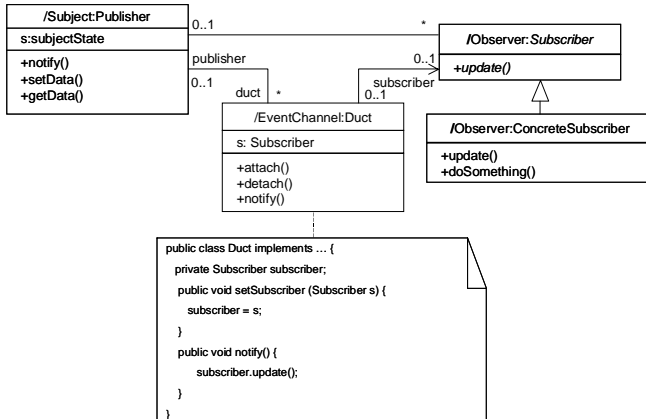 /Subject:Publisher
s:subjectState
+notify()
+setData()
+getData()
0..1
*
/Observer:Subscriber
+update()
publisher
0..1
duct
*
0..1
subscriber
0..1
/EventChannel:Duct
s: Subscriber
+attach()
+detach()
+notify()
/Observer:ConcreteSubscriber
+update()
+doSomething()
public class Duct implements ... {
private Subscriber subscriber;
public void setSubscriber (Subscriber s) {
subscriber = s;
}
public void notify() {
subscriber.update();
}
}